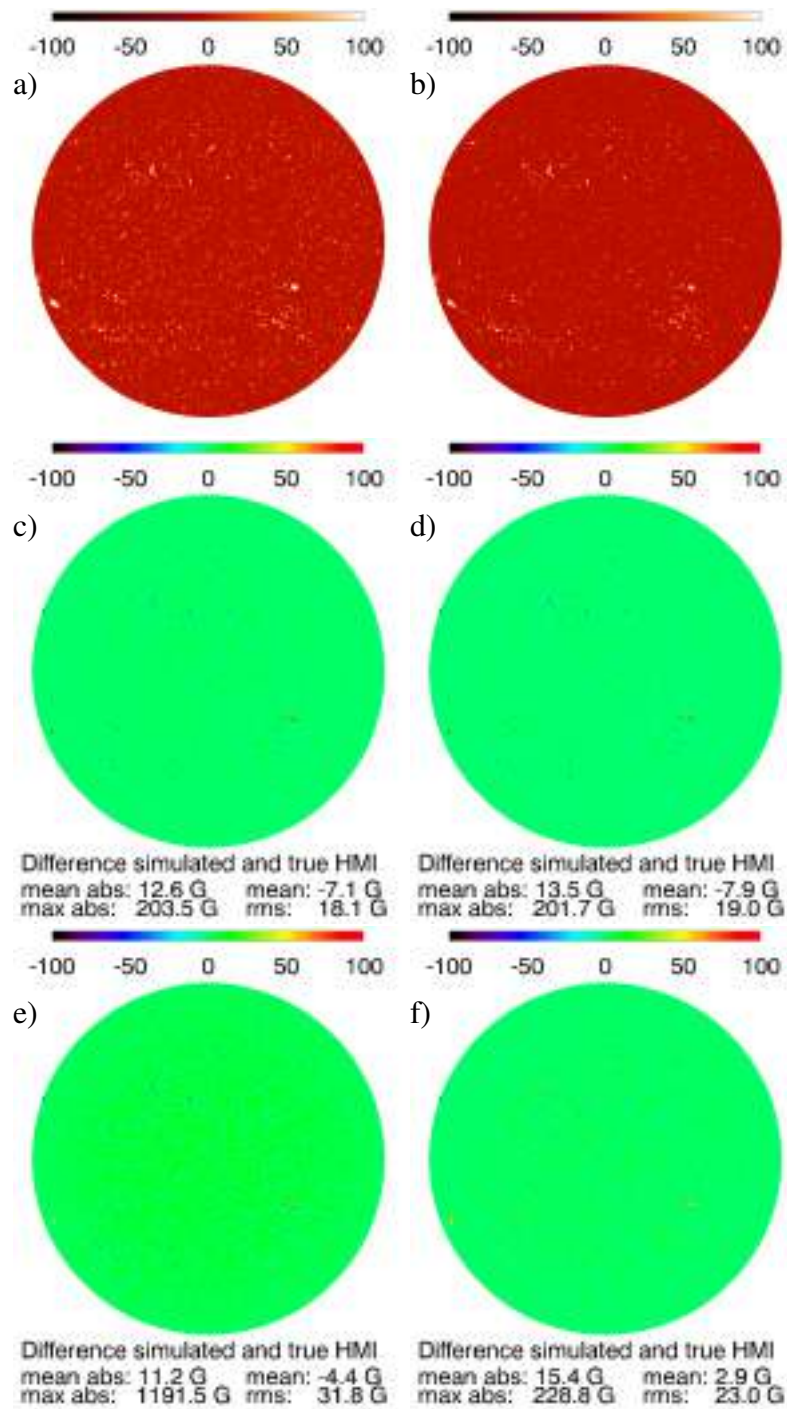 -100 -50 0 50 100 -100 -50 0 50 100
a) b)
-100 -50 0 50 100 -100 -50 0 50 100
c) d)
Difference simulated and true HMI Difference simulated and true HMI
mean abs: 12.6 G mean: -7.1 G mean abs: 13.5 G mean: -7.9 G
max abs: 203.5 G rms: 18.1 G max abs: 201.7 G rms: 19.0 G
-100 -50 0 50 100 -100 -50 0 50 100
e) f)
Difference simulated and true HMI Difference simulated and true HMI
mean abs: 11.2 G mean: -4.4 G mean abs: 15.4 G mean: 2.9 G
max abs: 1191.5 G rms: 31.8 G max abs: 228.8 G rms: 23.0 G